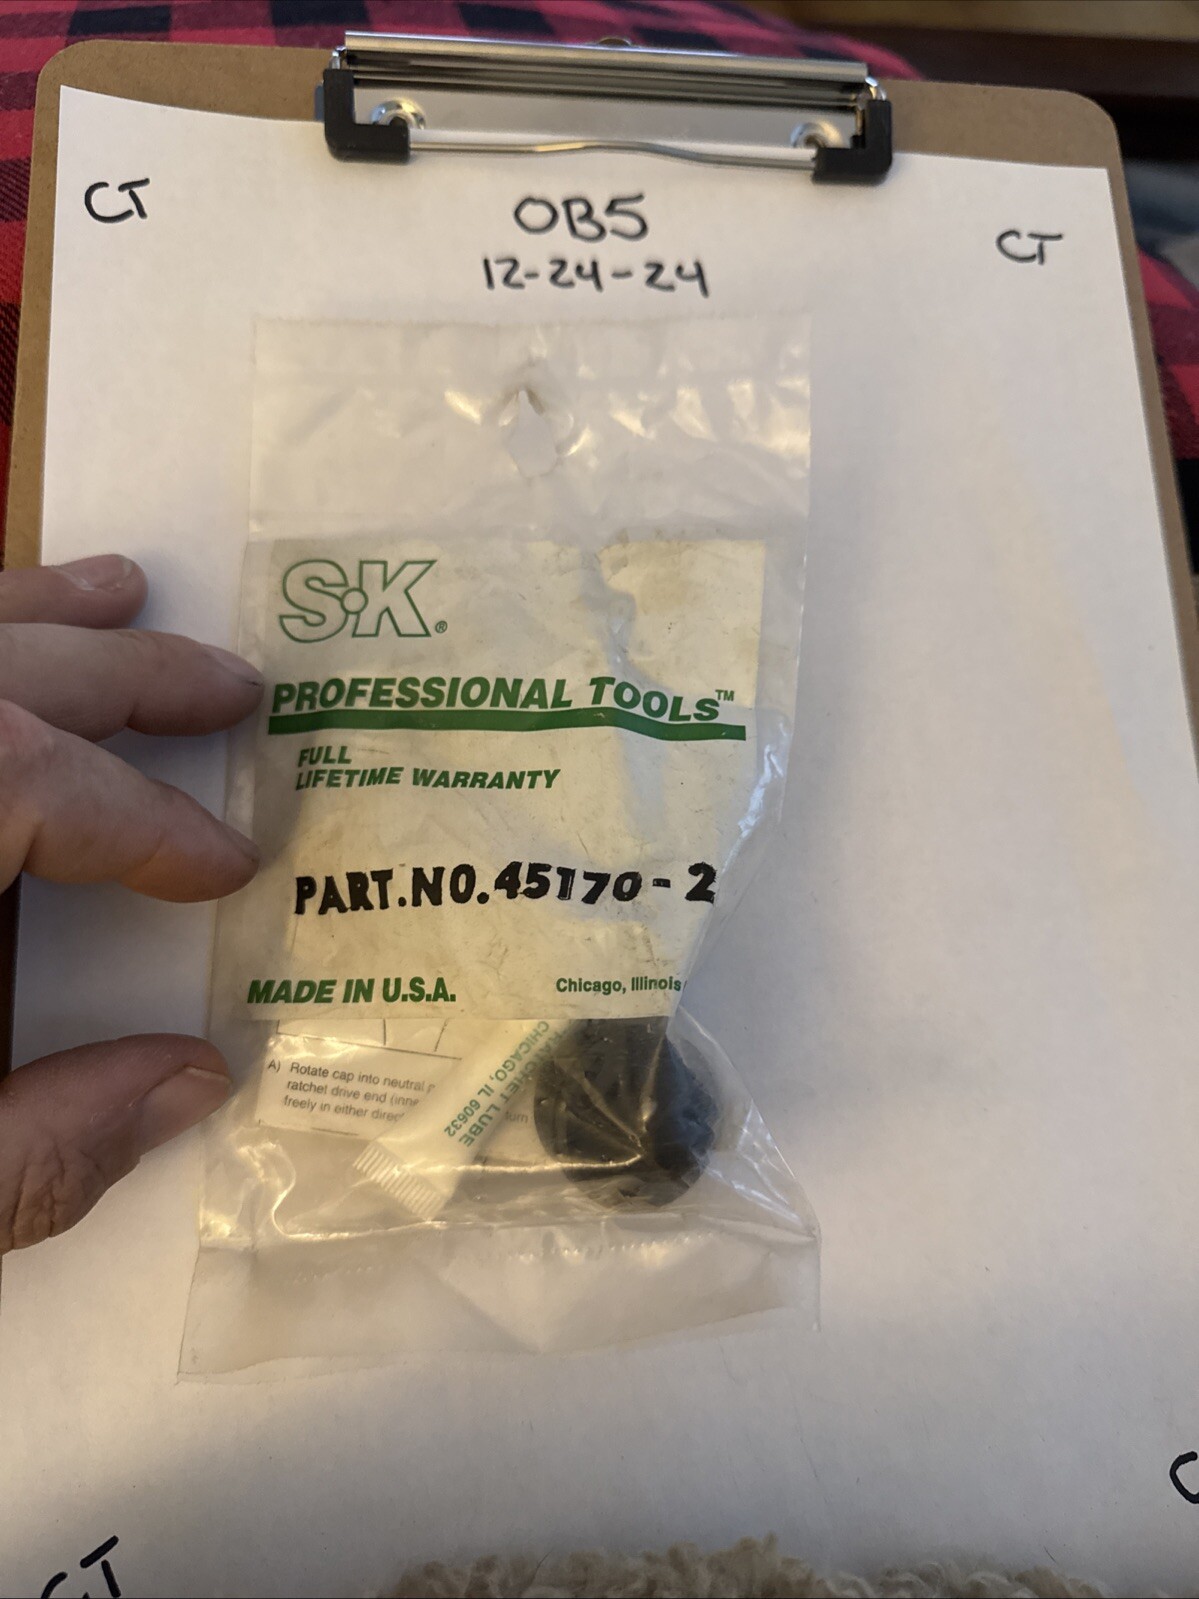 CT
OB5
CT
12-24-24
S·K®
PROFESSIONAL TOOLS™
FULL
LIFETIME WARRANTY
PART.NO.45170-2
MADE IN U.S.A.
Chicago, Illinois
A) Rotate cap into neutral
ratchet drive end
freely in either
RATCHET LUBE
CHICAGO, IL 60632
CT